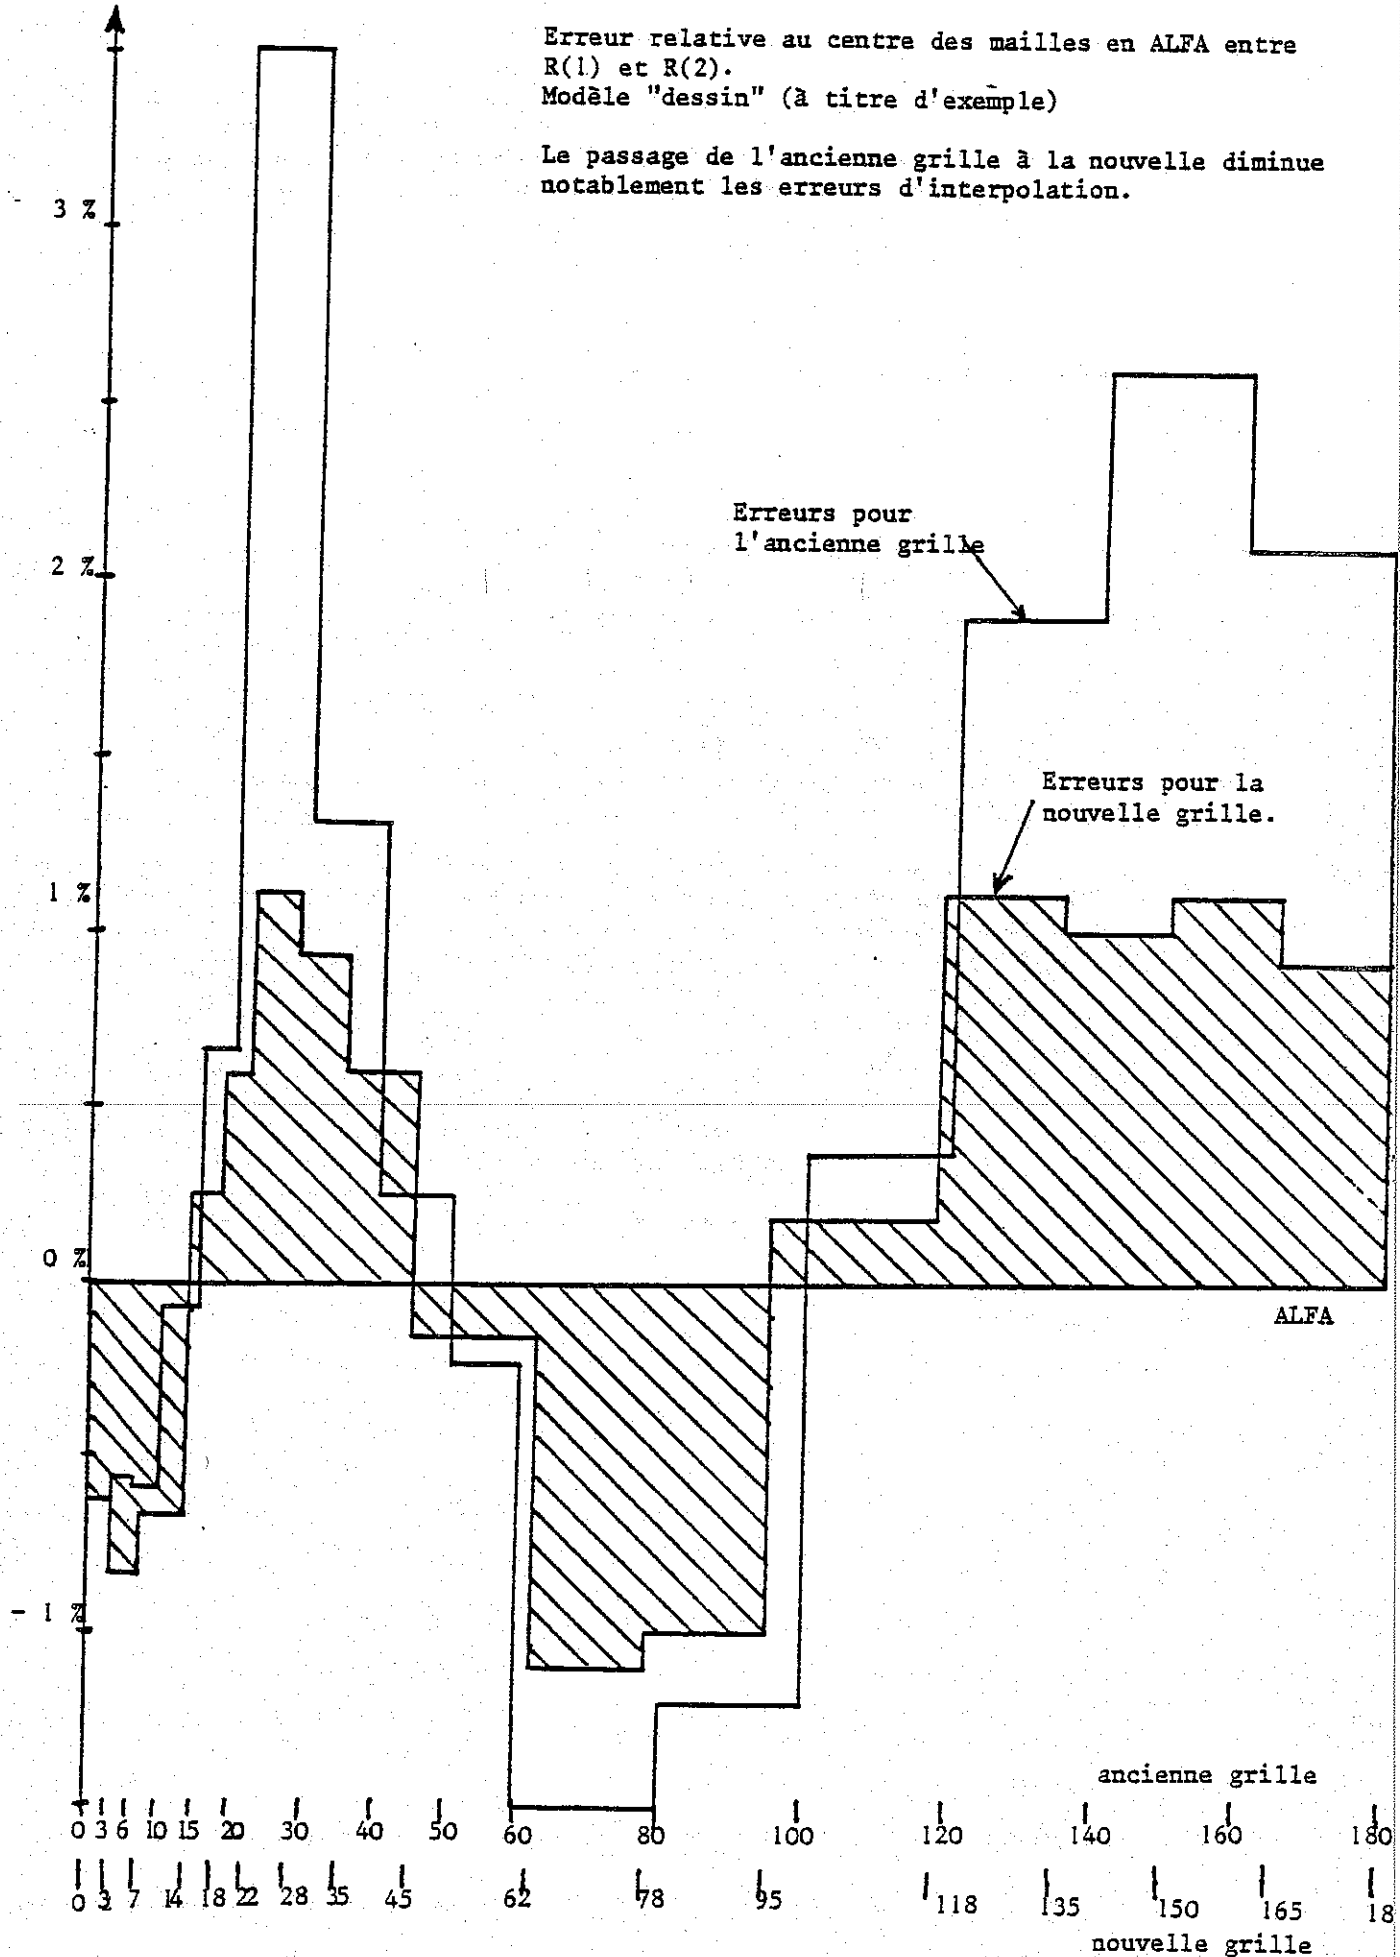 Erreur relative au centre des mailles en ALFA entre
R(1) et R(2).
Modèle "dessin" (à titre d'exemple)
Le passage de l'ancienne grille à la nouvelle diminue
notablement les erreurs d'interpolation.
3 %
2 %
Erreurs pour
l'ancienne grille
Erreurs pour la
nouvelle grille.
1 %
0 %
ALFA
- 1 %
ancienne grille
0 3 6 10 15 20 30 40 50 60 80 100 120 140 160 180
0 3 7 14 18 22 28 35 45 62 78 95 118 135 150 165 18
nouvelle grille